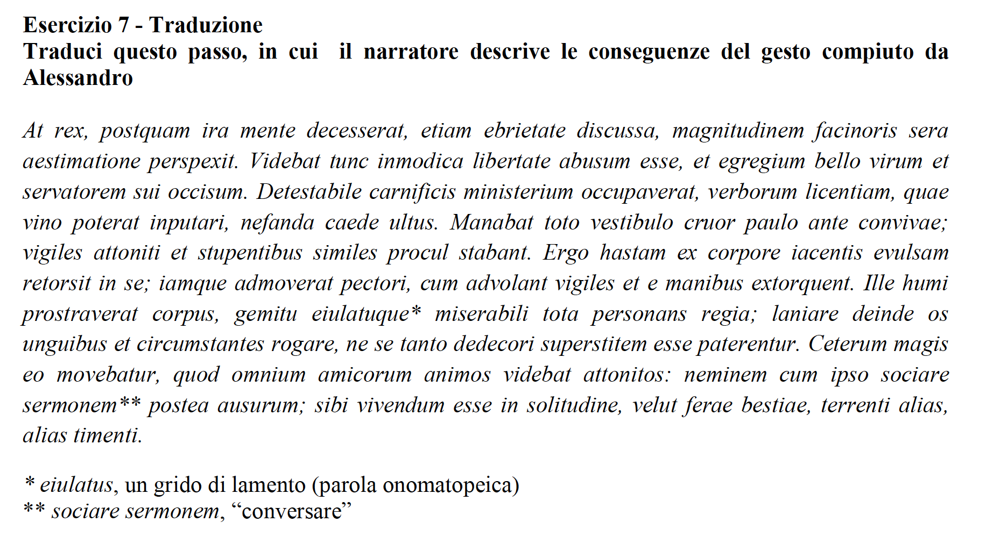 Esercizio 7 - Traduzione
Traduci questo passo, in cui il narratore descrive le conseguenze del gesto compiuto da
Alessandro
At rex, postquam ira mente decesserat, etiam ebrietate discussa, magnitudinem facinoris sera
aestimatione perspexit. Videbat tunc inmodica libertate abusum esse, et egregium bello virum et
servatorem sui occisum. Detestabile carnificis ministerium occupaverat, verborum licentiam, quae
vino poterat inputari, nefanda caede ultus. Manabat toto vestibulo cruor paulo ante convivae;
vigiles attoniti et stupentibus similes procul stabant. Ergo hastam ex corpore iacentis evulsam
retorsit in se; iamque admoverat pectori, cum advolant vigiles et e manibus extorquent. Ille humi
prostraverat corpus, gemitu eiulatuque* miserabili tota personans regia; laniare deinde os
unguibus et circumstantes rogare, ne se tanto dedecori superstitem esse paterentur. Ceterum magis
eo movebatur, quod omnium amicorum animos videbat attonitos: neminem cum ipso sociare
sermonem** postea ausurum; sibi vivendum esse in solitudine, velut ferae bestiae, terrenti alias,
alias timenti.
* eiulatus, un grido di lamento (parola onomatopeica)
** sociare sermonem, “conversare”